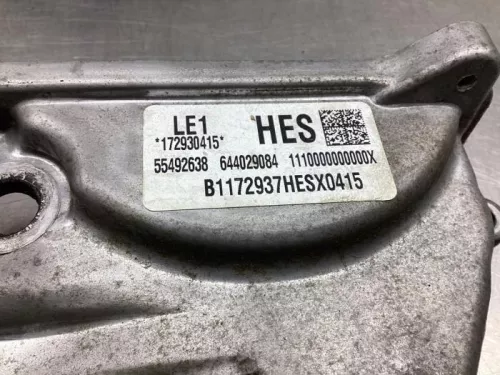 LE1 HES
*172930415*
55492638 644029084 1110000000000X
B1172937HESX0415